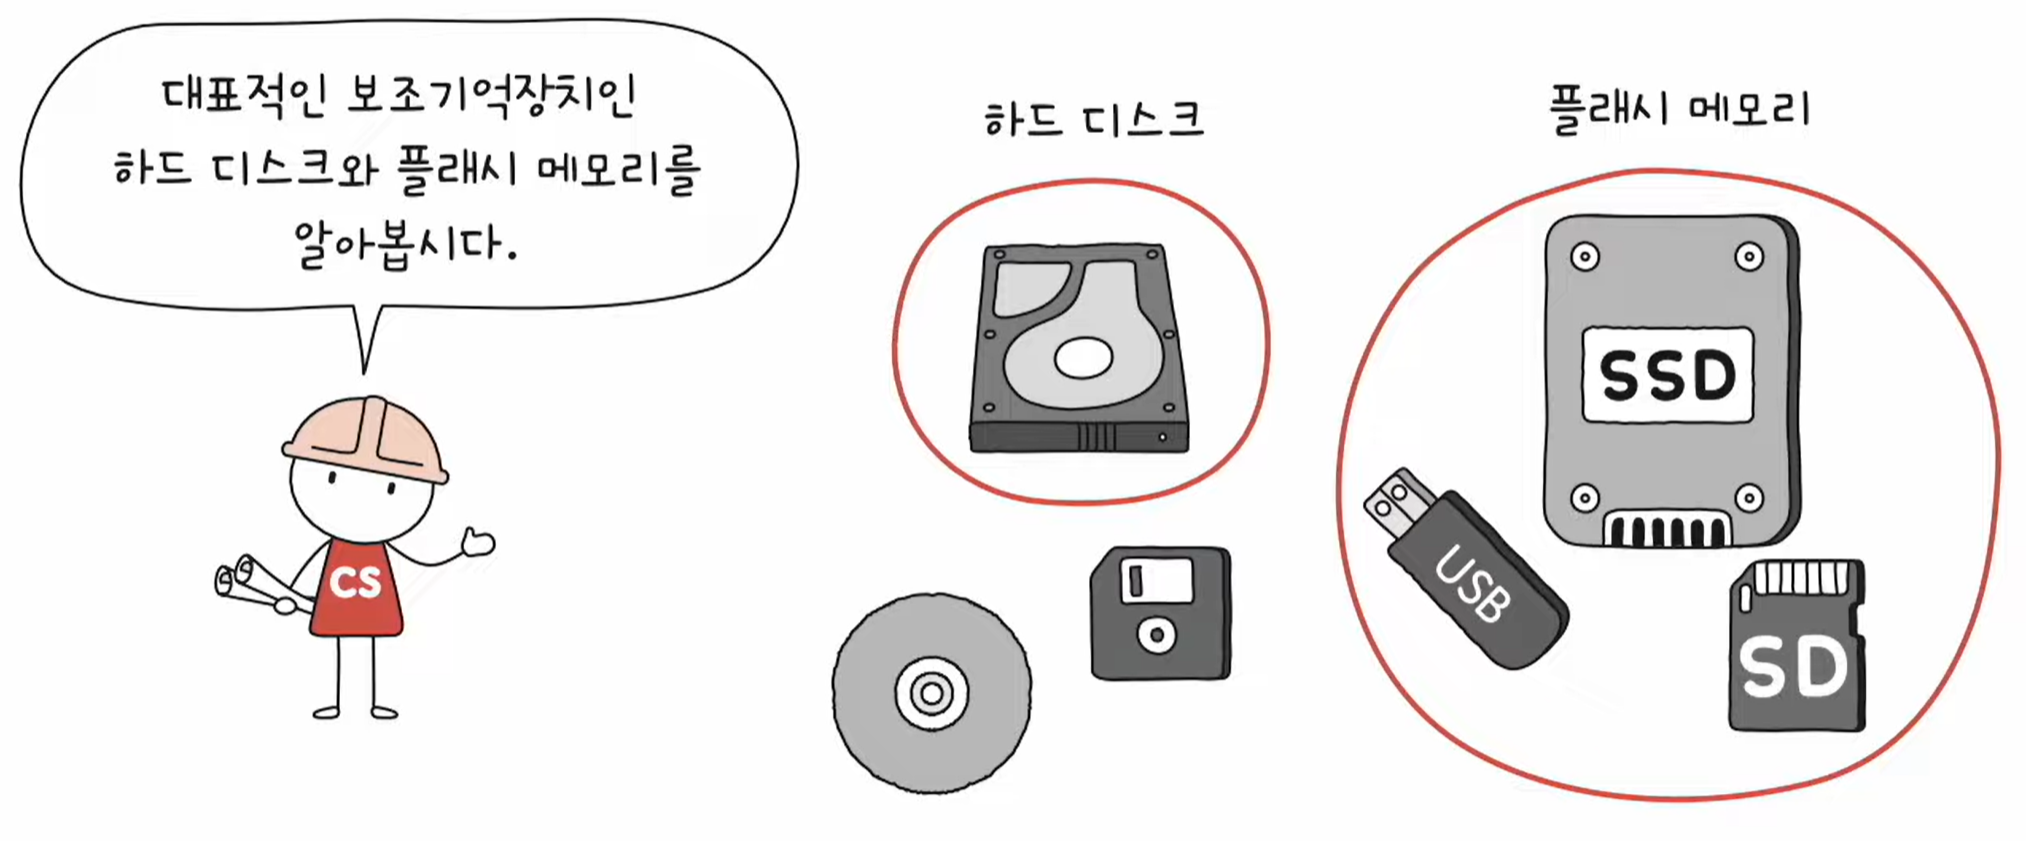 대표적인 보조기억장치인
하드 디스크와 플래시 메모리를
알아봅시다.
CS
하드 디스크
플래시 메모리
SSD
USB
SD